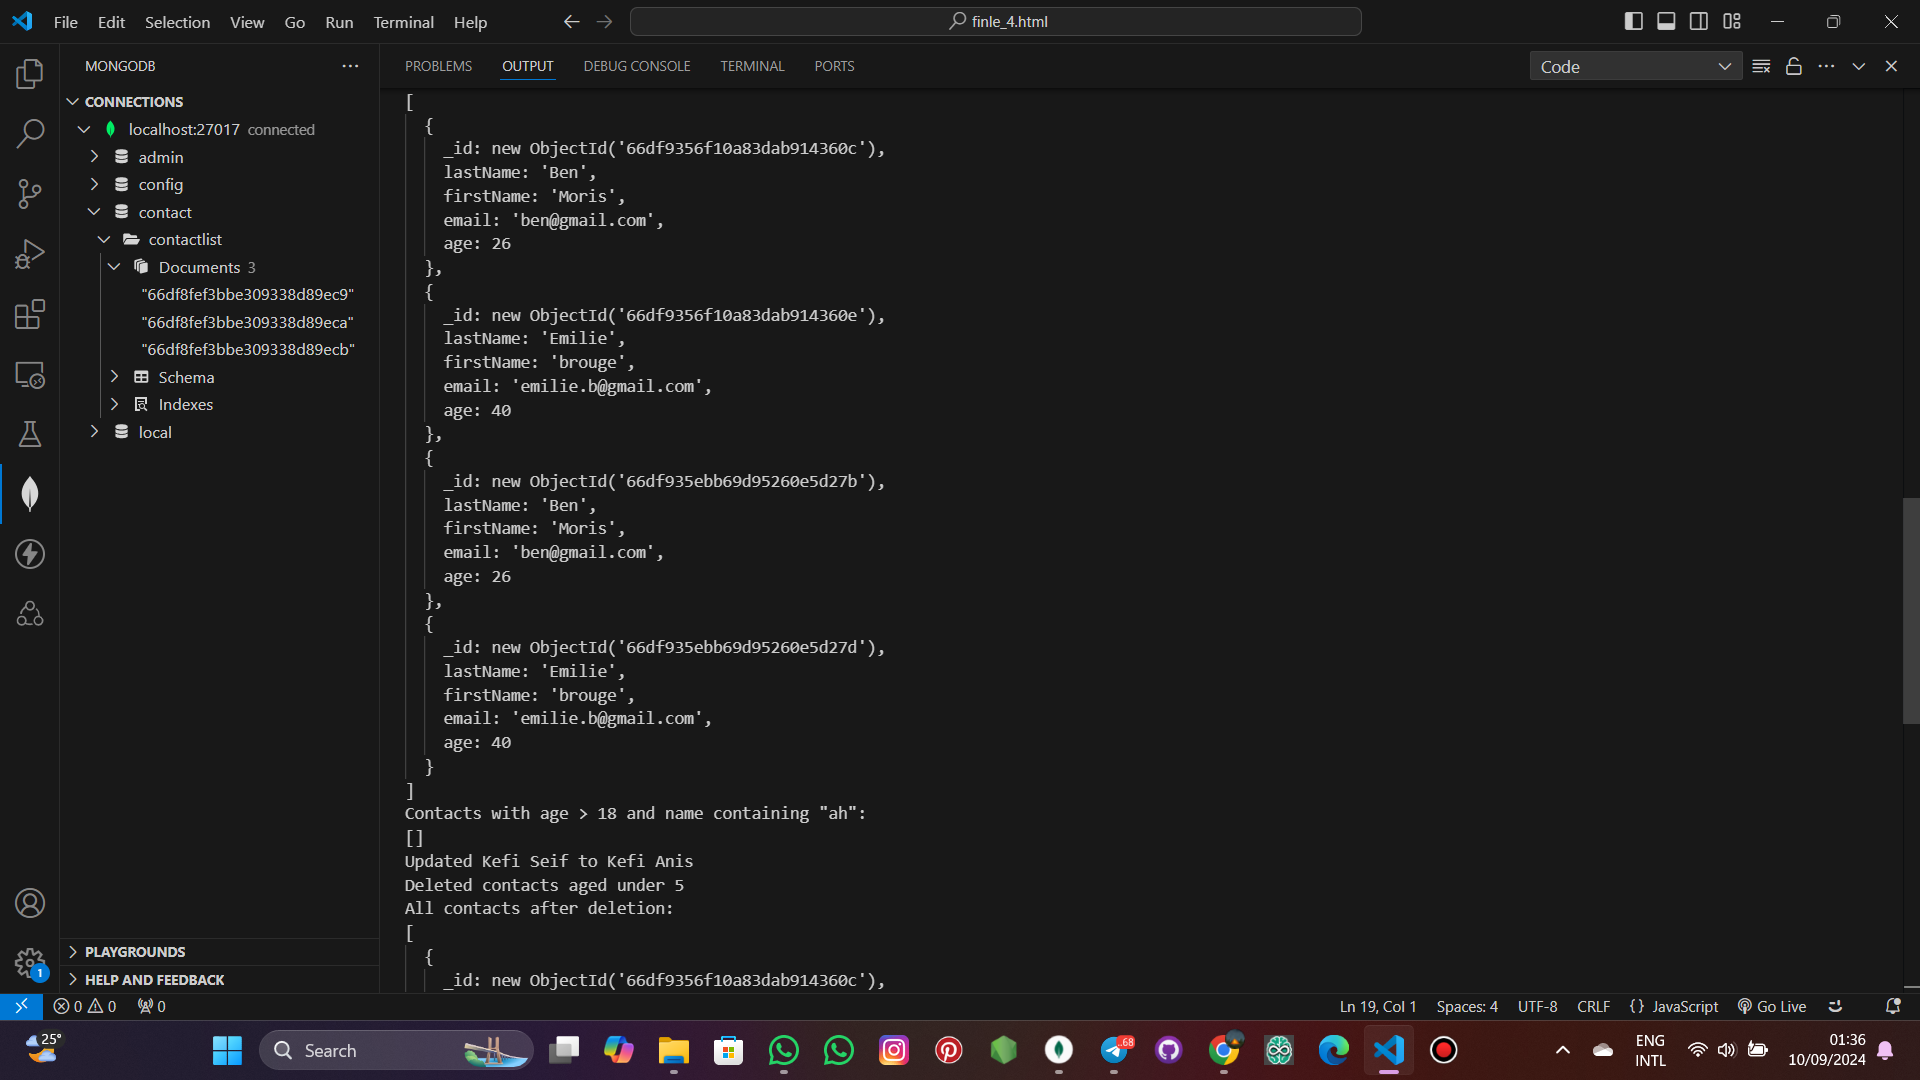 File Edit Selection View Go Run Terminal Help
finle_4.html
MONGODB
CONNECTIONS
localhost:27017 connected
admin
config
contact
contactlist
Documents 3
"66df8fef3bbe309338d89ec9"
"66df8fef3bbe309338d89eca"
"66df8fef3bbe309338d89ecb"
Schema
Indexes
local
PLAYGROUNDS
HELP AND FEEDBACK
1
PROBLEMS OUTPUT DEBUG CONSOLE TERMINAL PORTS
Code
[
{
_id: new ObjectId('66df9356f10a83dab914360c'),
lastName: 'Ben',
firstName: 'Moris',
email: 'ben@gmail.com',
age: 26
},
{
_id: new ObjectId('66df9356f10a83dab914360e'),
lastName: 'Emilie',
firstName: 'brouge',
email: 'emilie.b@gmail.com',
age: 40
},
{
_id: new ObjectId('66df935ebb69d95260e5d27b'),
lastName: 'Ben',
firstName: 'Moris',
email: 'ben@gmail.com',
age: 26
},
{
_id: new ObjectId('66df935ebb69d95260e5d27d'),
lastName: 'Emilie',
firstName: 'brouge',
email: 'emilie.b@gmail.com',
age: 40
}
]
Contacts with age > 18 and name containing "ah":
[]
Updated Kefi Seif to Kefi Anis
Deleted contacts aged under 5
All contacts after deletion:
[
{
_id: new ObjectId('66df9356f10a83dab914360c'),
0 0 0
Ln 19, Col 1 Spaces: 4 UTF-8 CRLF {} JavaScript Go Live
25°
Search
68
ENG
INTL
01:36
10/09/2024